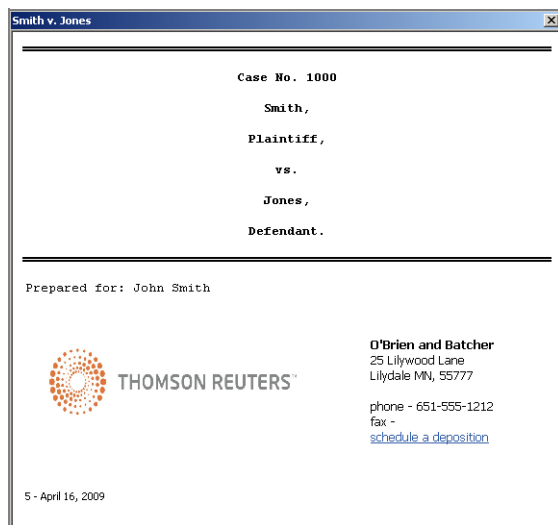 Smith v. Jones
Case No. 1000
Smith,
Plaintiff,
vs.
Jones,
Defendant.
Prepared for: John Smith
THOMSON REUTERS™
O'Brien and Batcher
25 Lilywood Lane
Lilydale MN, 55777
phone - 651-555-1212
fax -
schedule a deposition
5 - April 16, 2009